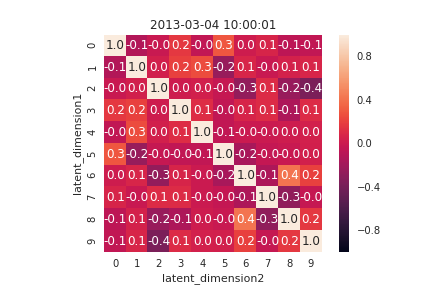 2013-03-04 10:00:01
latent_dimension1
0 1.0 -0.1 -0.0 0.2 -0.0 0.3 0.0 0.1 -0.1 -0.1
1 -0.1 1.0 0.0 0.2 0.3 -0.2 0.1 -0.0 0.1 0.1
2 -0.0 0.0 1.0 0.0 0.0 -0.0 -0.3 0.1 -0.2 -0.4
3 0.2 0.2 0.0 1.0 0.1 -0.0 0.1 0.1 -0.1 0.1
4 -0.0 0.3 0.0 0.1 1.0 -0.1 -0.0 -0.0 0.0 0.0
5 0.3 -0.2 -0.0 -0.0 -0.1 1.0 -0.2 -0.0 -0.0 0.0
6 0.0 0.1 -0.3 0.1 -0.0 -0.2 1.0 -0.1 0.4 0.2
7 0.1 -0.0 0.1 0.1 -0.0 -0.0 -0.1 1.0 -0.3 -0.0
8 -0.1 0.1 -0.2 -0.1 0.0 -0.0 0.4 -0.3 1.0 0.2
9 -0.1 0.1 -0.4 0.1 0.0 0.0 0.2 -0.0 0.2 1.0
0 1 2 3 4 5 6 7 8 9
latent_dimension2
0.8
0.4
0.0
-0.4
-0.8